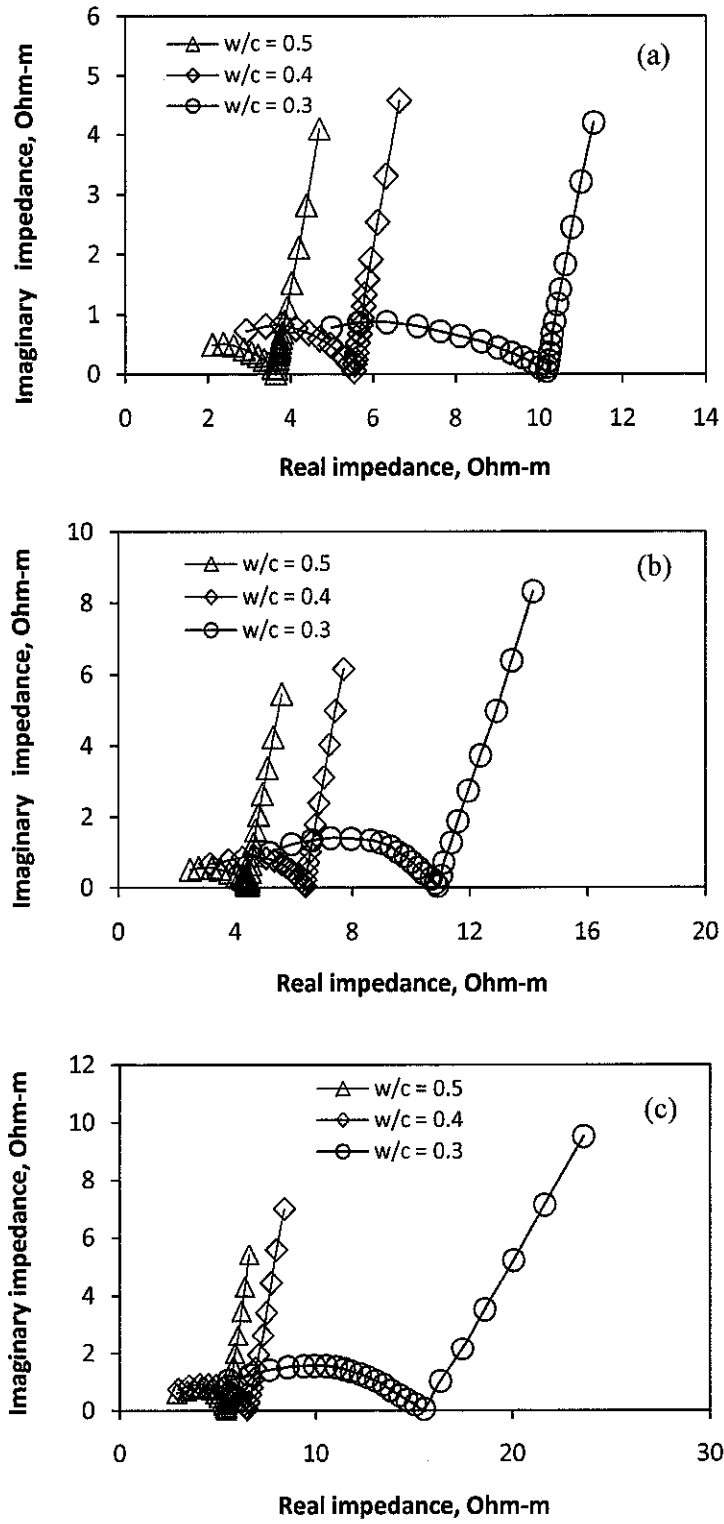 6
5
4
3
2
1
0
Imaginary impedance, Ohm-m
w/c = 0.5
w/c = 0.4
w/c = 0.3
(a)
0 2 4 6 8 10 12 14
Real impedance, Ohm-m
10
8
6
4
2
0
Imaginary impedance, Ohm-m
w/c = 0.5
w/c = 0.4
w/c = 0.3
(b)
0 4 8 12 16 20
Real impedance, Ohm-m
12
10
8
6
4
2
0
Imaginary impedance, Ohm-m
w/c = 0.5
w/c = 0.4
w/c = 0.3
(c)
0 10 20 30
Real impedance, Ohm-m